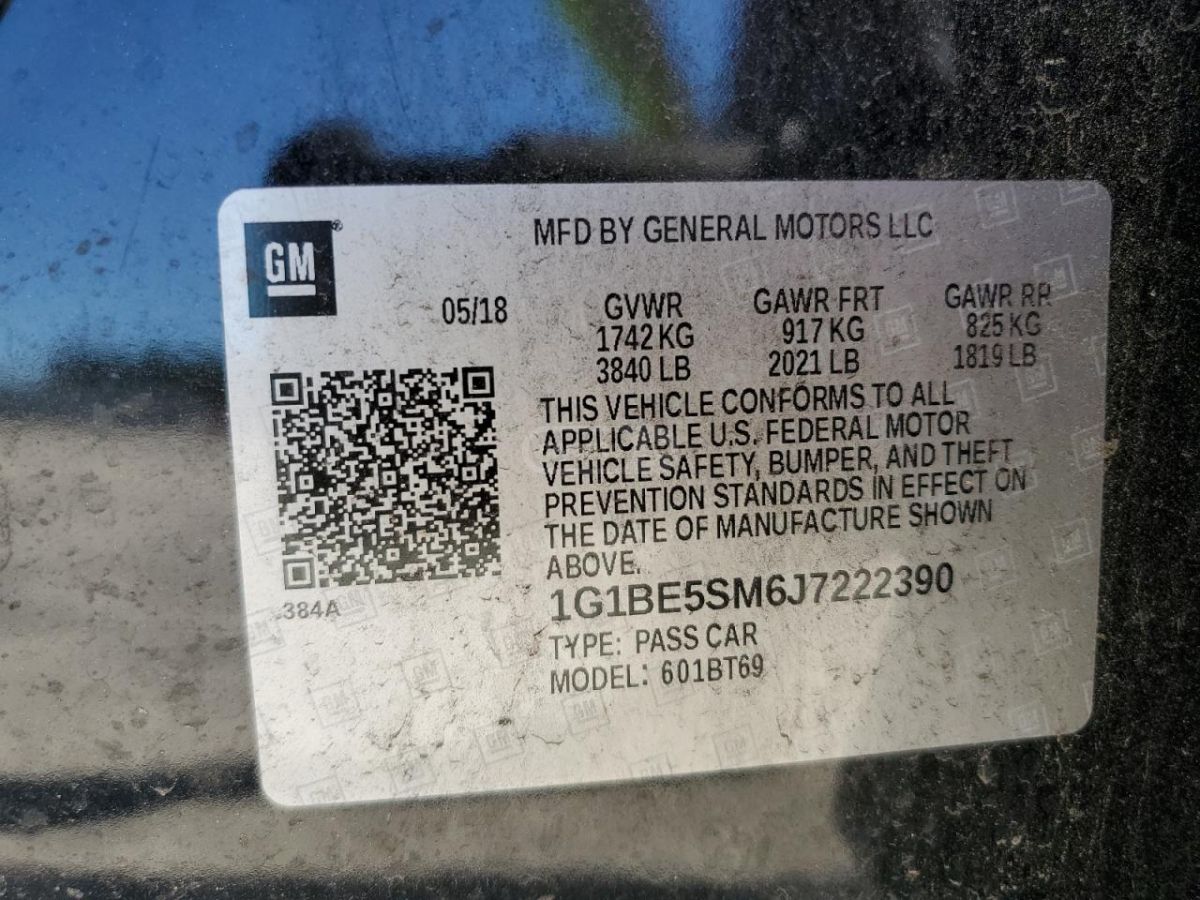 GM®
MFD BY GENERAL MOTORS LLC
05/18
GVWR GAWR FRT GAWR RR
1742 KG 917 KG 825 KG
3840 LB 2021 LB 1819 LB
THIS VEHICLE CONFORMS TO ALL
APPLICABLE U.S. FEDERAL MOTOR
VEHICLE SAFETY, BUMPER, AND THEFT
PREVENTION STANDARDS IN EFFECT ON
THE DATE OF MANUFACTURE SHOWN
ABOVE.
384A
1G1BE5SM6J7222390
TYPE: PASS CAR
MODEL: 601BT69